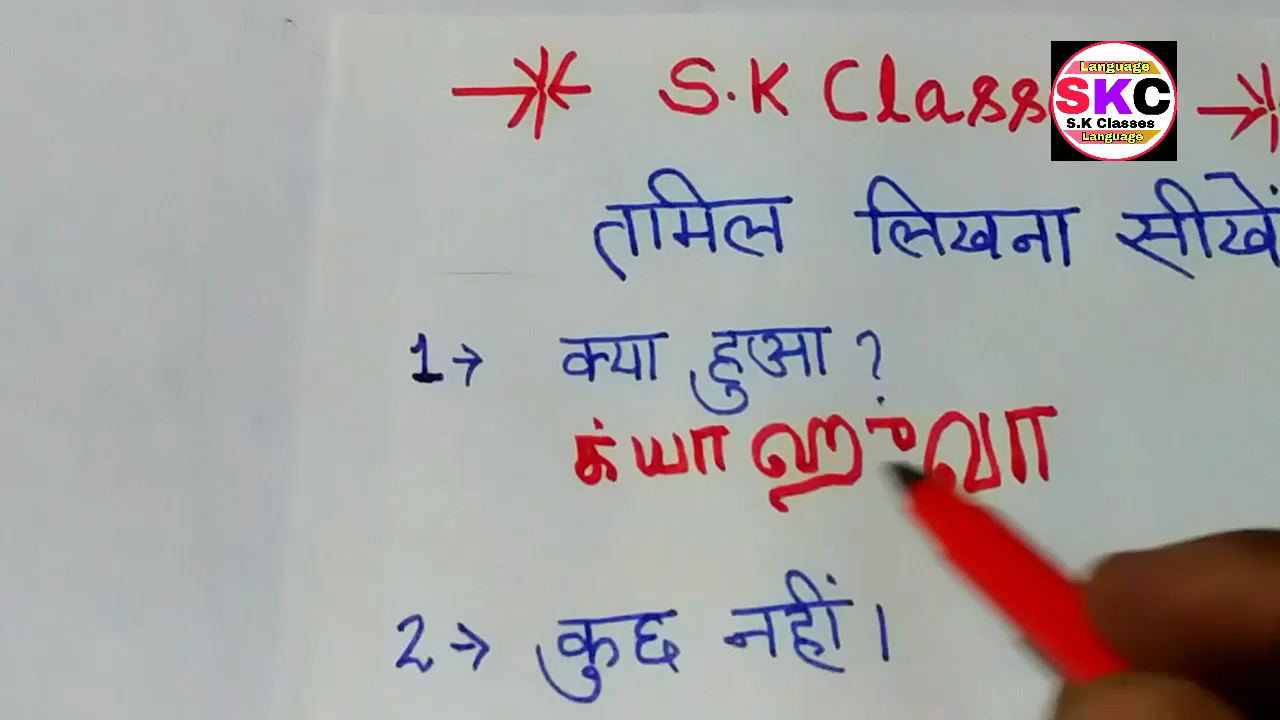 S.K Class
Language
SKC
S.K Classes
Language
तामिल लिखना सीखें
1→ क्या हुआ?
க்யா ஹுவா
2→ कुछ नहीं।